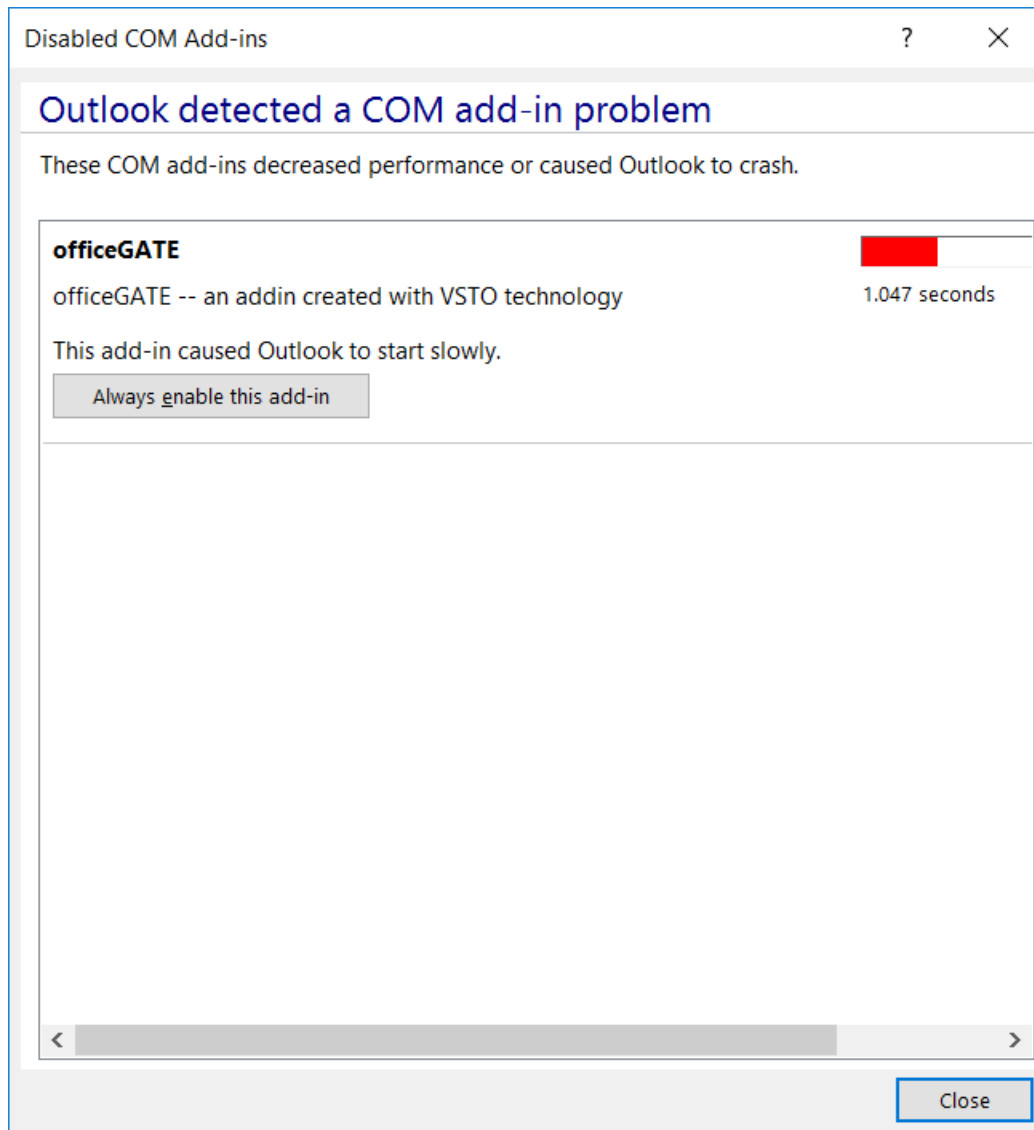 Disabled COM Add-ins
?
Outlook detected a COM add-in problem
These COM add-ins decreased performance or caused Outlook to crash.
officeGATE
officeGATE -- an addin created with VSTO technology
1.047 seconds
This add-in caused Outlook to start slowly.
Always enable this add-in
Close